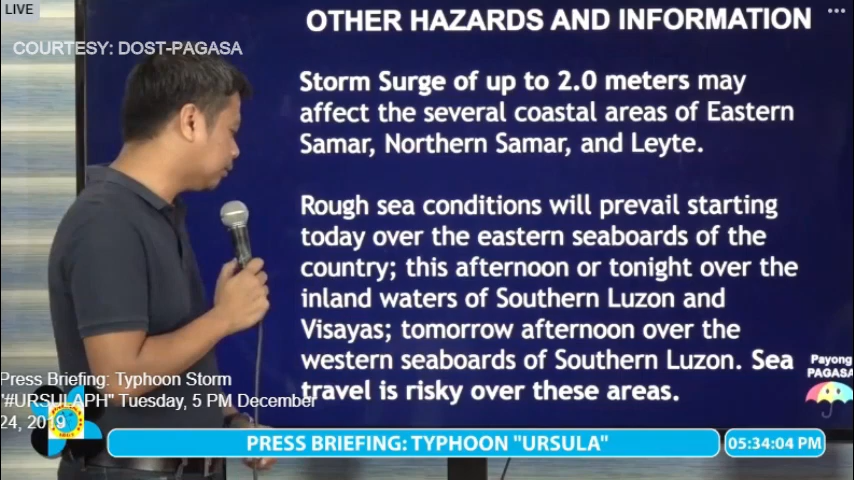 LIVE
COURTESY: DOST-PAGASA
OTHER HAZARDS AND INFORMATION
Storm Surge of up to 2.0 meters may
affect the several coastal areas of Eastern
Samar, Northern Samar, and Leyte.
Rough sea conditions will prevail starting
today over the eastern seaboards of the
country; this afternoon or tonight over the
inland waters of Southern Luzon and
Visayas; tomorrow afternoon over the
western seaboards of Southern Luzon. Sea
travel is risky over these areas.
Payong
PAGASA
Press Briefing: Typhoon Storm
"#URSULAPH" Tuesday, 5 PM December
24, 2019
PRESS BRIEFING: TYPHOON "URSULA"
05:34:04 PM